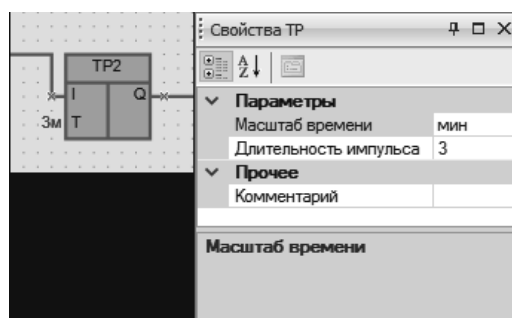 TP2
I Q
3м T
Свойства TP
Параметры
Масштаб времени мин
Длительность импульса 3
Прочее
Комментарий
Масштаб времени